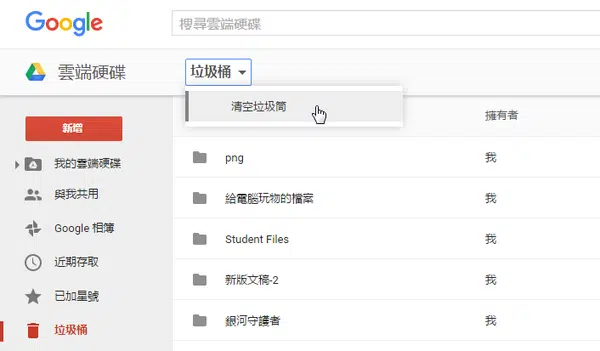 Google
搜尋雲端硬碟
雲端硬碟
垃圾桶
清空垃圾筒
擁有者
新增
我的雲端硬碟
與我共用
Google 相簿
近期存取
已加星號
垃圾桶
png
我
給電腦玩物的檔案
我
Student Files
我
新版文稿-2
我
銀河守護者
我